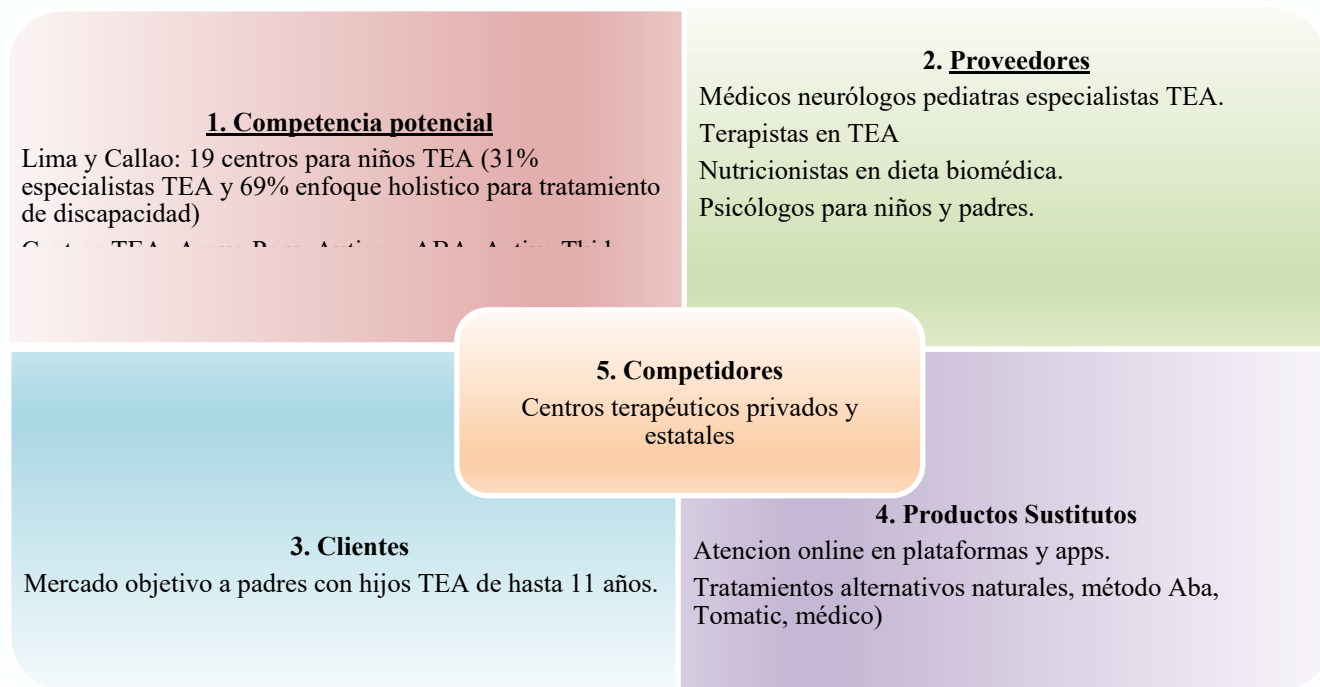 1. Competencia potencial
Lima y Callao: 19 centros para niños TEA (31%
especialistas TEA y 69% enfoque holistico para tratamiento
de discapacidad)
2. Proveedores
Médicos neurólogos pediatras especialistas TEA.
Terapistas en TEA
Nutricionistas en dieta biomédica.
Psicólogos para niños y padres.
3. Clientes
Mercado objetivo a padres con hijos TEA de hasta 11 años.
4. Productos Sustitutos
Atencion online en plataformas y apps.
Tratamientos alternativos naturales, método Aba,
Tomatic, médico)
5. Competidores
Centros terapéuticos privados y
estatales